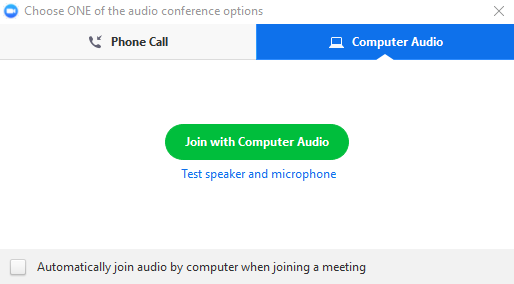 Choose ONE of the audio conference options
Phone Call
Computer Audio
Join with Computer Audio
Test speaker and microphone
Automatically join audio by computer when joining a meeting